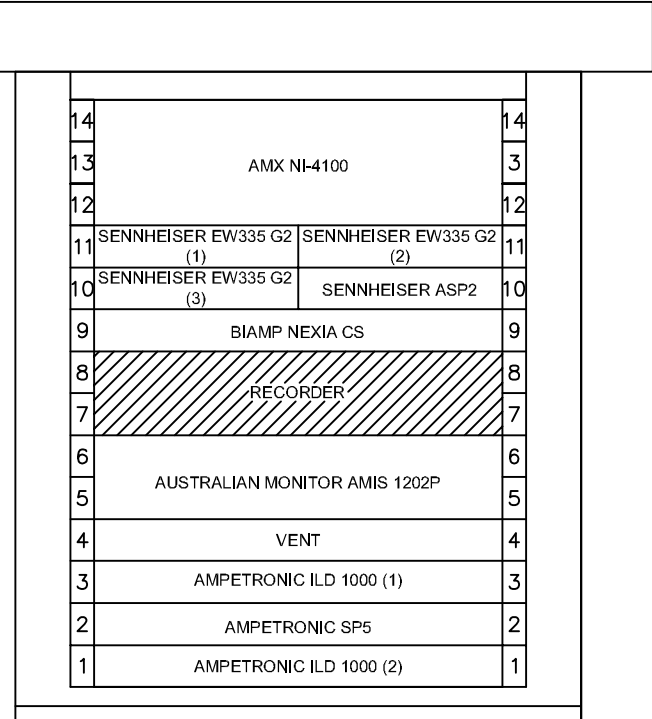 14 14
13 AMX NI-4100 3
12 12
11 SENNHEISER EW335 G2 (1) SENNHEISER EW335 G2 (2) 11
10 SENNHEISER EW335 G2 (3) SENNHEISER ASP2 10
9 BIAMP NEXIA CS 9
8 8
RECORDER
7 7
6 6
AUSTRALIAN MONITOR AMIS 1202P
5 5
4 VENT 4
3 AMPETRONIC ILD 1000 (1) 3
2 AMPETRONIC SP5 2
1 AMPETRONIC ILD 1000 (2) 1